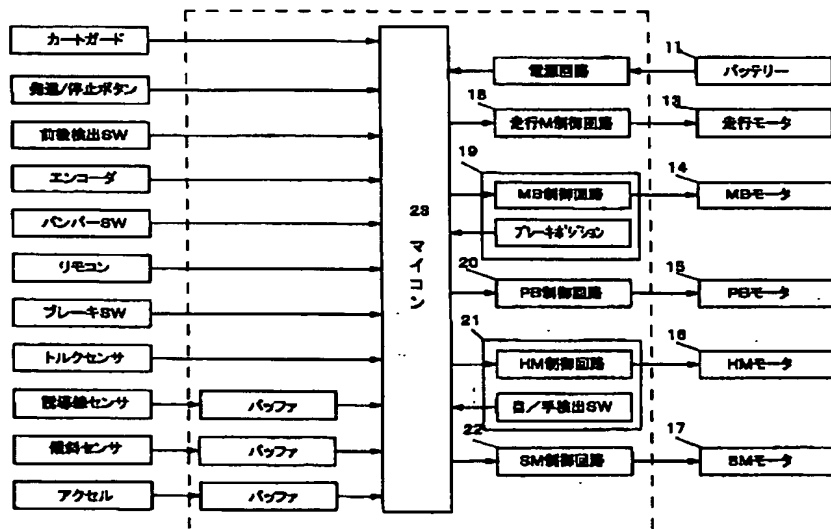 カートガード
発進/停止ボタン
前後検出SW
エンコーダ
バンパーSW
リモコン
ブレーキSW
トルクセンサ
誘導線センサ
傾斜センサ
アクセル
バッファ
バッファ
バッファ
23
マイコン
電源回路
11
バッテリー
18
走行M制御回路
13
走行モータ
19
MB制御回路
ブレーキポジション
14
MBモータ
20
PB制御回路
15
PBモータ
21
HM制御回路
自/手検出SW
16
HMモータ
22
SM制御回路
17
SMモータ